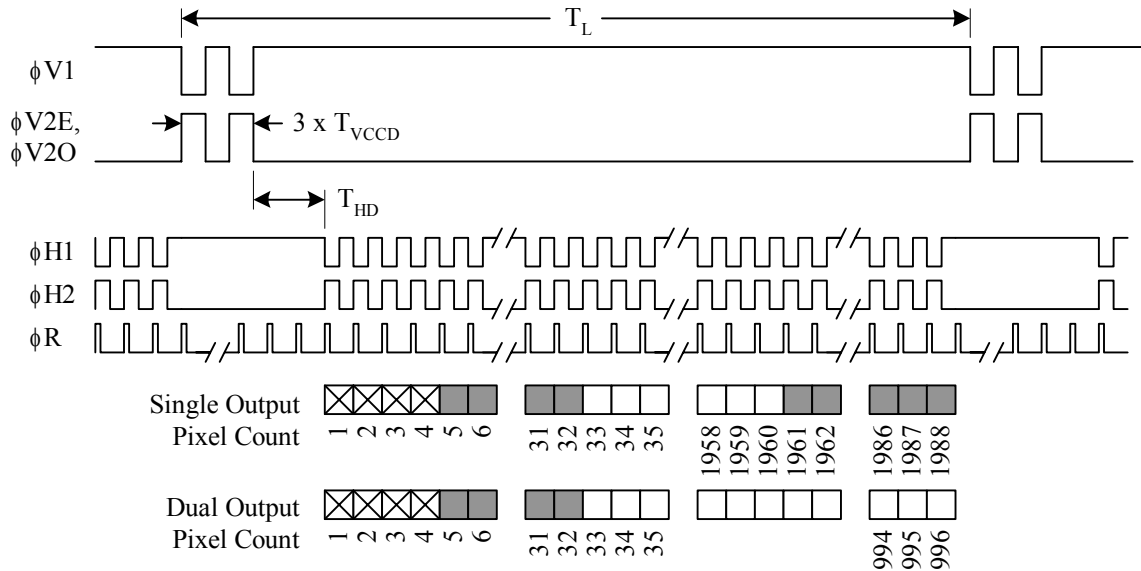 T_L
ϕV1
ϕV2E,
ϕV2O
3 x T_VCCD
T_HD
ϕH1
ϕH2
ϕR
Single Output
Pixel Count
1 2 3 4 5 6 31 32 33 34 35 1958 1959 1960 1961 1962 1986 1987 1988
Dual Output
Pixel Count
1 2 3 4 5 6 31 32 33 34 35 994 995 996